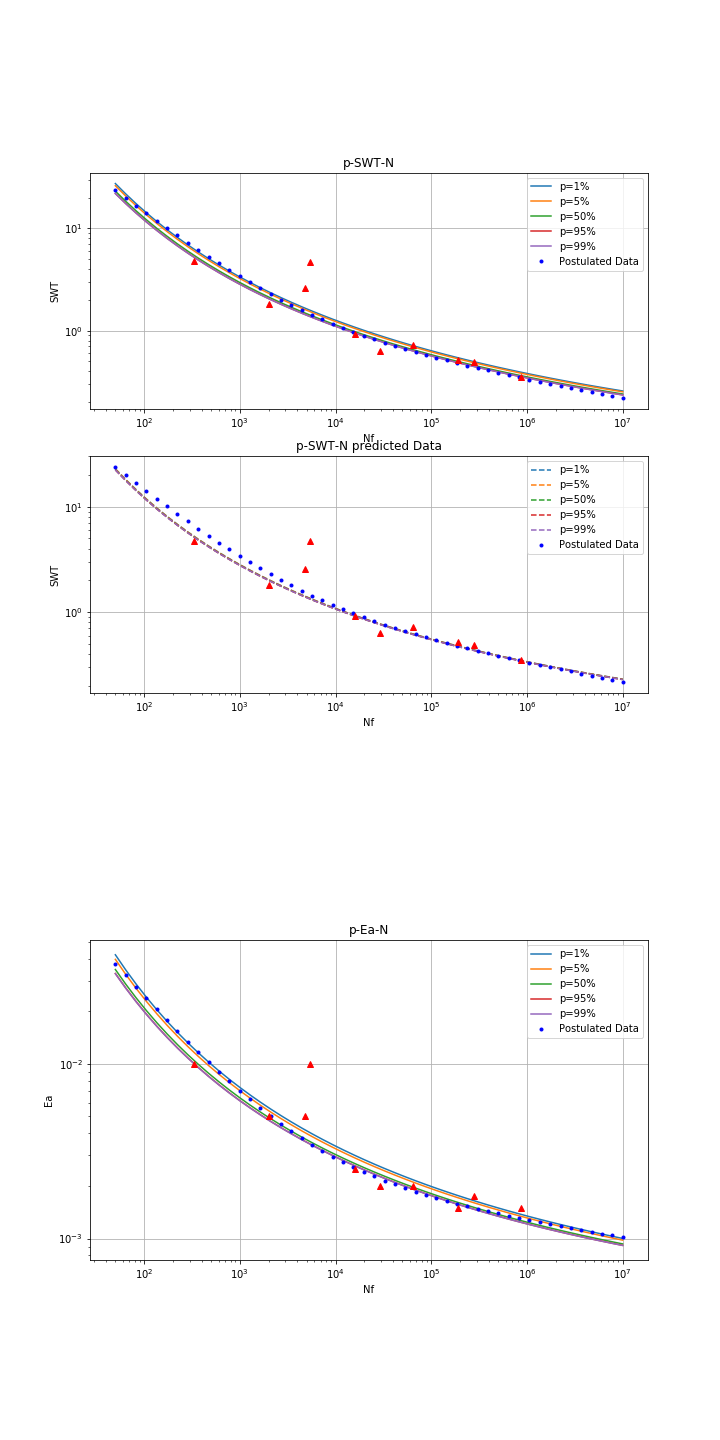 p-SWT-N
p=1%
p=5%
p=50%
p=95%
p=99%
Postulated Data
SWT
10¹
10⁰
10² 10³ 10⁴ 10⁵ 10⁶ 10⁷
Nf
p-SWT-N predicted Data
p=1%
p=5%
p=50%
p=95%
p=99%
Postulated Data
SWT
10¹
10⁰
10² 10³ 10⁴ 10⁵ 10⁶ 10⁷
Nf
p-Ea-N
p=1%
p=5%
p=50%
p=95%
p=99%
Postulated Data
Ea
10⁻²
10⁻³
10² 10³ 10⁴ 10⁵ 10⁶ 10⁷
Nf